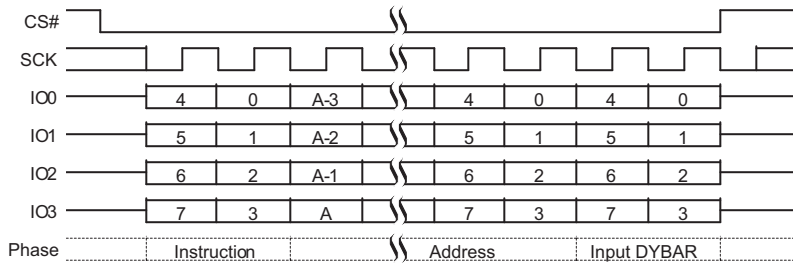 CS#
SCK
IO0 4 0 A-3 4 0 4 0
IO1 5 1 A-2 5 1 5 1
IO2 6 2 A-1 6 2 6 2
IO3 7 3 A 7 3 7 3
Phase Instruction Address Input DYBAR